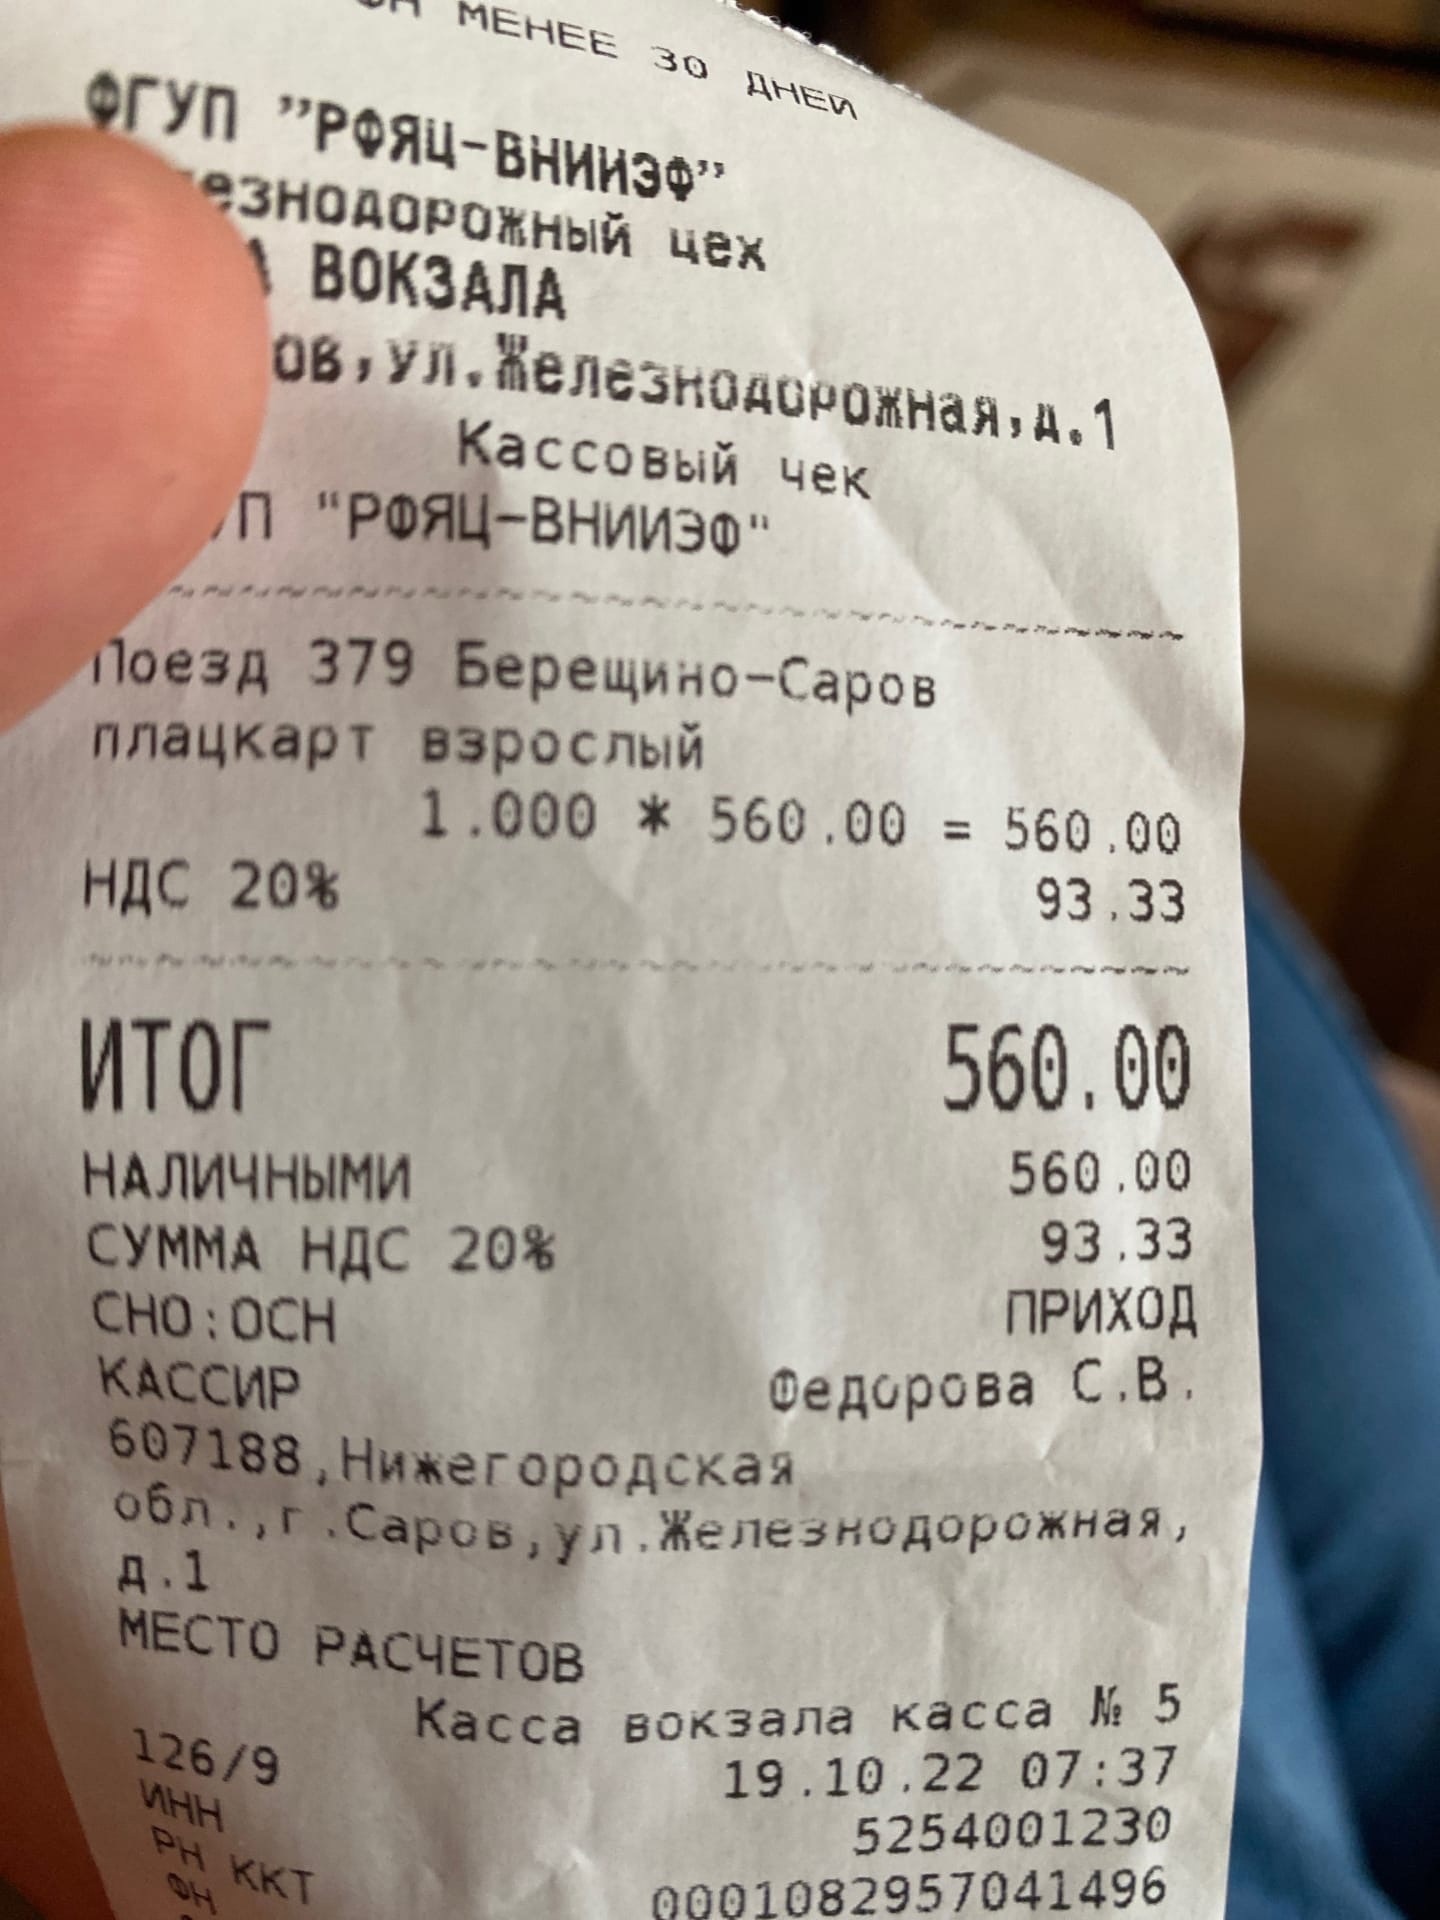 МЕНЕЕ 30 ДНЕЙ
ФГУП "РФЯЦ-ВНИИЭФ"
езнодорожный цех
ВОКЗАЛА
ов,ул.Железнодорожная,д.1
Кассовый чек
УП "РФЯЦ-ВНИИЭФ"
Поезд 379 Берещино-Саров
плацкарт взрослый
1.000 * 560.00 = 560.00
НДС 20% 93.33
ИТОГ 560.00
НАЛИЧНЫМИ 560.00
СУММА НДС 20% 93.33
СНО:ОСН ПРИХОД
КАССИР Федорова С.В.
607188,Нижегородская
обл.,г.Саров,ул.Железнодорожная,
д.1
МЕСТО РАСЧЕТОВ
Касса вокзала касса № 5
126/9 19.10.22 07:37
ИНН 5254001230
РН ККТ 0001082957041496
ФН